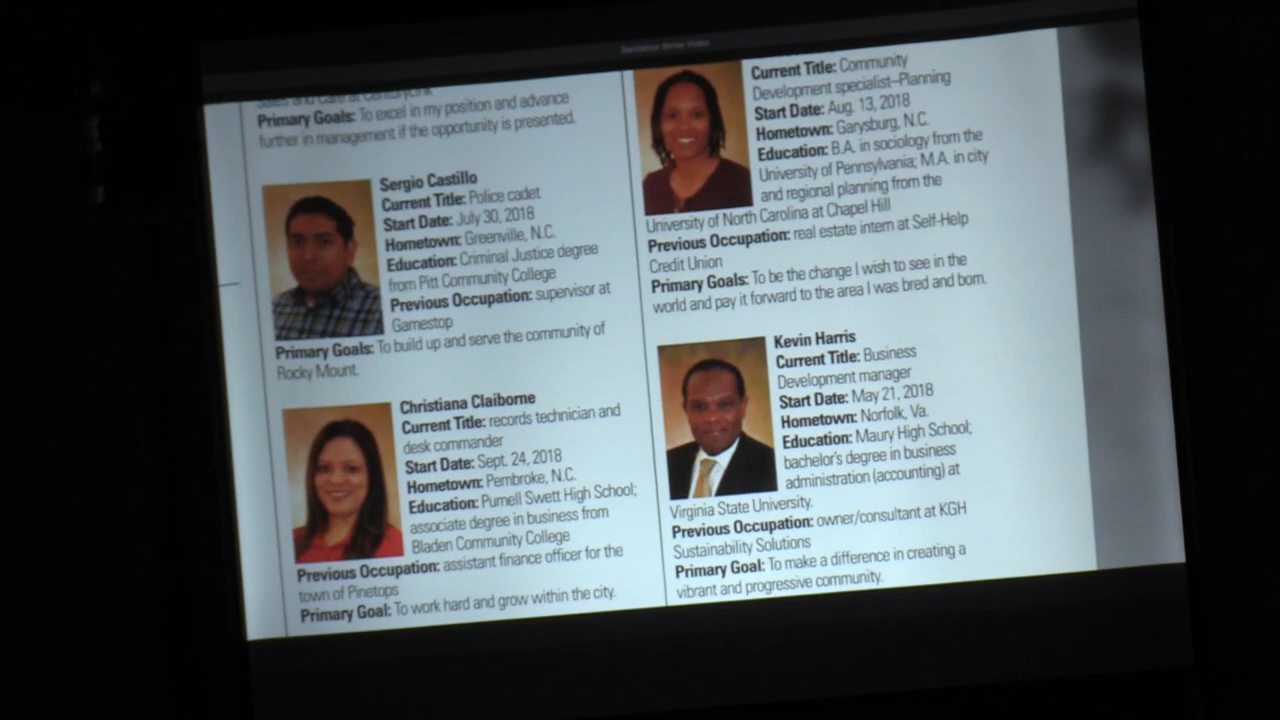 Sanitation Strike Video
Sales and Care at CenturyLink
Primary Goals: To excel in my position and advance
further in management if the opportunity is presented.
Sergio Castillo
Current Title: Police cadet
Start Date: July 30, 2018
Hometown: Greenville, N.C.
Education: Criminal Justice degree
from Pitt Community College
Previous Occupation: supervisor at
Gamestop
Primary Goals: To build up and serve the community of
Rocky Mount.
Christiana Claiborne
Current Title: records technician and
desk commander
Start Date: Sept. 24, 2018
Hometown: Pembroke, N.C.
Education: Purnell Swett High School;
associate degree in business from
Bladen Community College
Previous Occupation: assistant finance officer for the
town of Pinetops
Primary Goal: To work hard and grow within the city.
Current Title: Community
Development specialist–Planning
Start Date: Aug. 13, 2018
Hometown: Garysburg, N.C.
Education: B.A. in sociology from the
University of Pennsylvania; M.A. in city
and regional planning from the
University of North Carolina at Chapel Hill
Previous Occupation: real estate intern at Self-Help
Credit Union
Primary Goals: To be the change I wish to see in the
world and pay it forward to the area I was bred and born.
Kevin Harris
Current Title: Business
Development manager
Start Date: May 21, 2018
Hometown: Norfolk, Va.
Education: Maury High School;
bachelor's degree in business
administration (accounting) at
Virginia State University.
Previous Occupation: owner/consultant at KGH
Sustainability Solutions
Primary Goal: To make a difference in creating a
vibrant and progressive community.